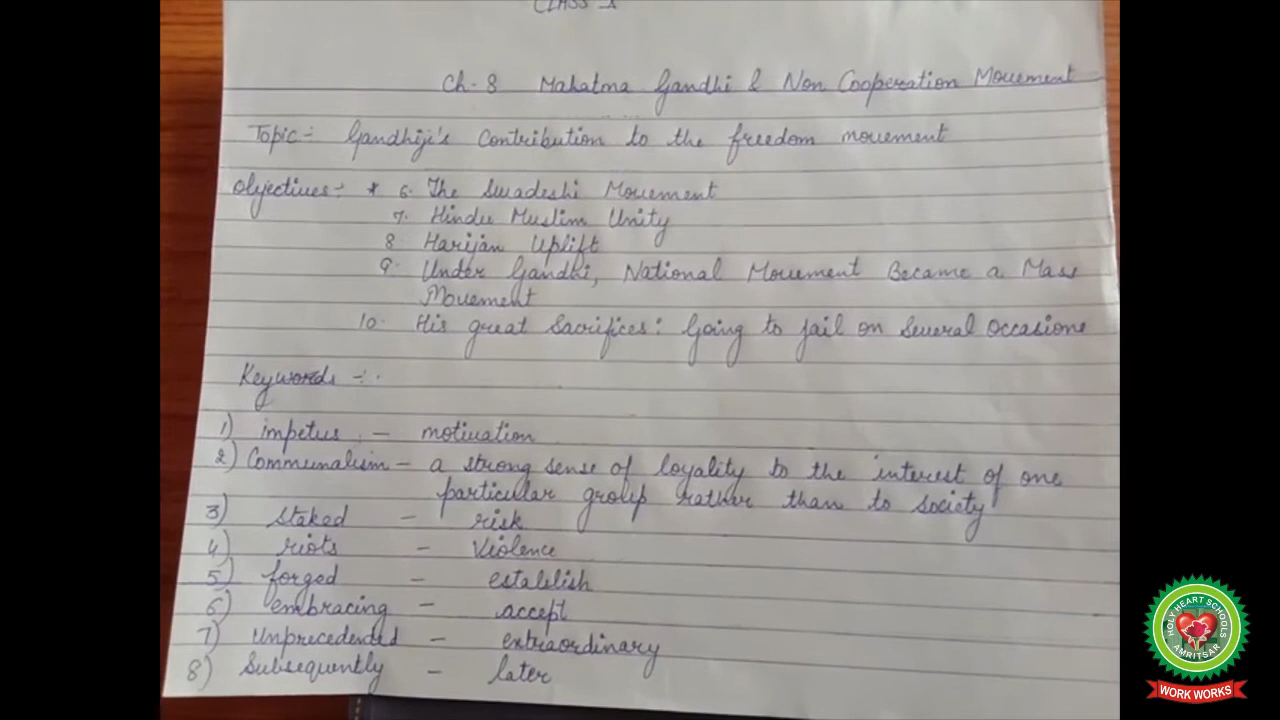 CLASS X
Ch-8 Mahatma Gandhi & Non Cooperation Movement
Topic:- Gandhiji's Contribution to the freedom movement
Objectives:- * 6. The Swadeshi Movement
7. Hindu Muslim Unity
8 Harijan Uplift
9. Under Gandhi, National Movement Became a Mass
Movement
10. His great Sacrifices: Going to jail on Several Occasions
Keywords :-
1) impetus - motivation
2) Communalism - a strong sense of loyality to the interest of one
particular group rather than to society
3) staked - risk
4) riots - Violence
5) forged - establish
6) embracing - accept
7) Unprecedended - extraordinary
8) Subsequently - later
HOLY HEART SCHOOLS
AMRITSAR
WORK WORKS